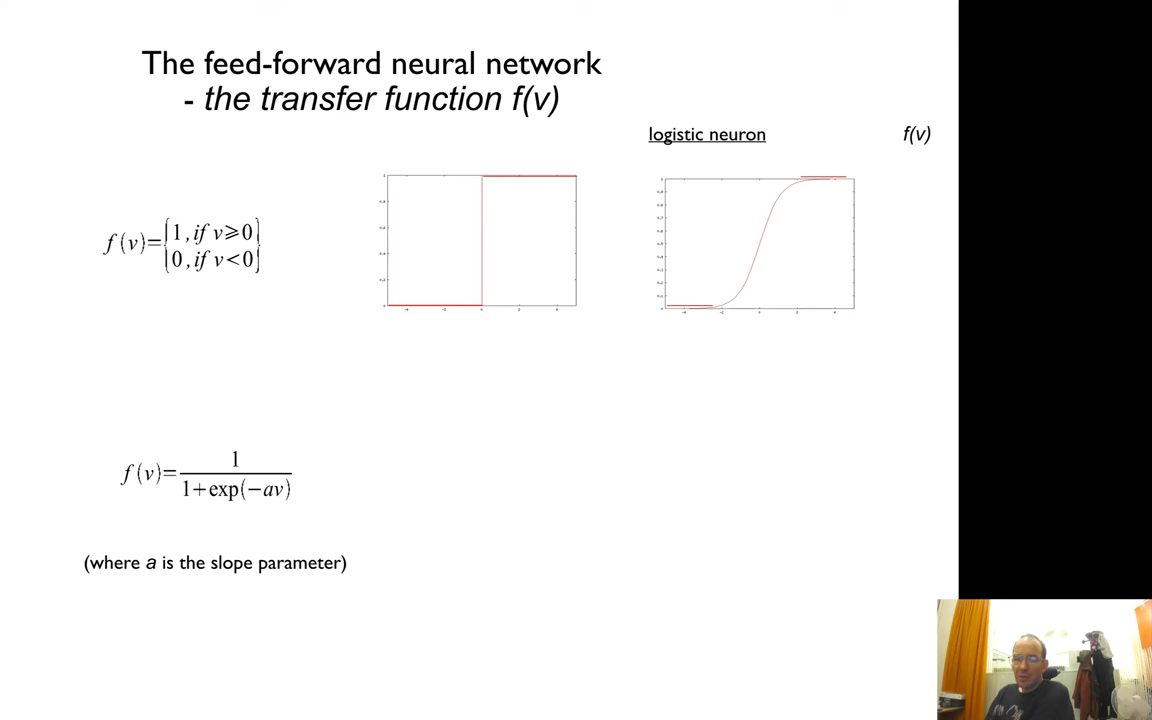 The feed-forward neural network
- the transfer function f(v)
logistic neuron
f(v)
f(v)={1, if v⩾0
0, if v<0}
f(v)=1/1+exp(−av)
(where a is the slope parameter)